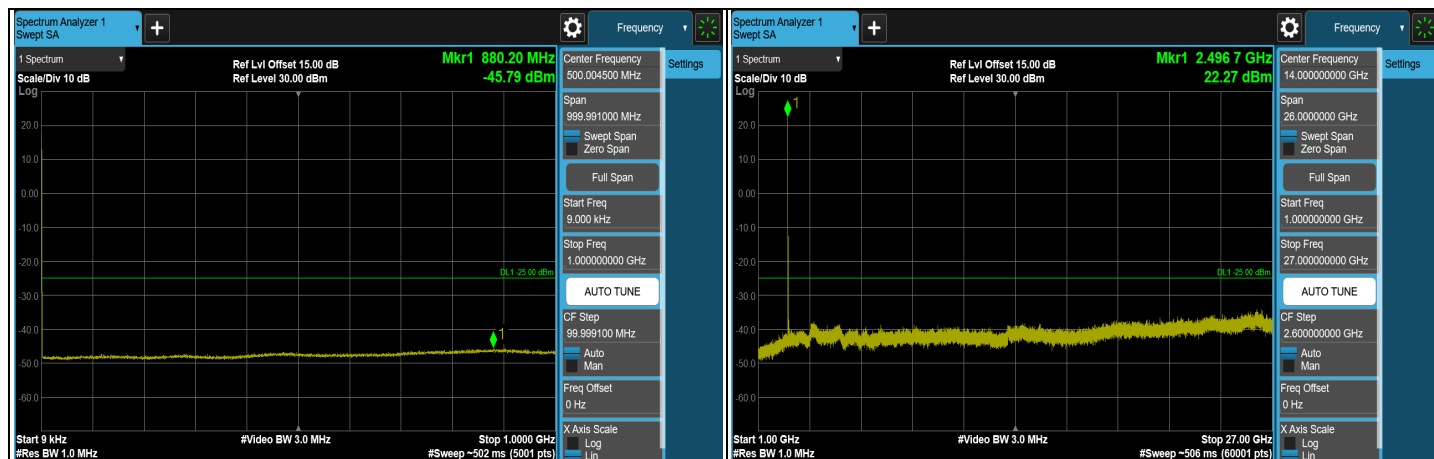 Spectrum Analyzer 1
Swept SA
+
Frequency
1 Spectrum
Scale/Div 10 dB
Ref Lvl Offset 15.00 dB
Ref Level 30.00 dBm
Mkr1 880.20 MHz
-45.79 dBm
Log
20.0
10.0
0.00
-10.0
-20.0
-30.0
-40.0
-50.0
-60.0
DL1 -25.00 dBm
1
Start 9 kHz
#Res BW 1.0 MHz
#Video BW 3.0 MHz
Stop 1.0000 GHz
#Sweep ~502 ms (5001 pts)
Center Frequency
500.004500 MHz
Span
999.991000 MHz
Swept Span
Zero Span
Full Span
Start Freq
9.000 kHz
Stop Freq
1.000000000 GHz
AUTO TUNE
CF Step
99.999100 MHz
Auto
Man
Freq Offset
0 Hz
X Axis Scale
Log
Lin
Settings
Spectrum Analyzer 1
Swept SA
+
Frequency
1 Spectrum
Scale/Div 10 dB
Ref Lvl Offset 15.00 dB
Ref Level 30.00 dBm
Mkr1 2.496 7 GHz
22.27 dBm
Log
20.0
10.0
0.00
-10.0
-20.0
-30.0
-40.0
-50.0
-60.0
1
DL1 -25.00 dBm
Start 1.00 GHz
#Res BW 1.0 MHz
#Video BW 3.0 MHz
Stop 27.00 GHz
#Sweep ~506 ms (60001 pts)
Center Frequency
14.000000000 GHz
Span
26.0000000 GHz
Swept Span
Zero Span
Full Span
Start Freq
1.000000000 GHz
Stop Freq
27.000000000 GHz
AUTO TUNE
CF Step
2.600000000 GHz
Auto
Man
Freq Offset
0 Hz
X Axis Scale
Log
Lin
Settings